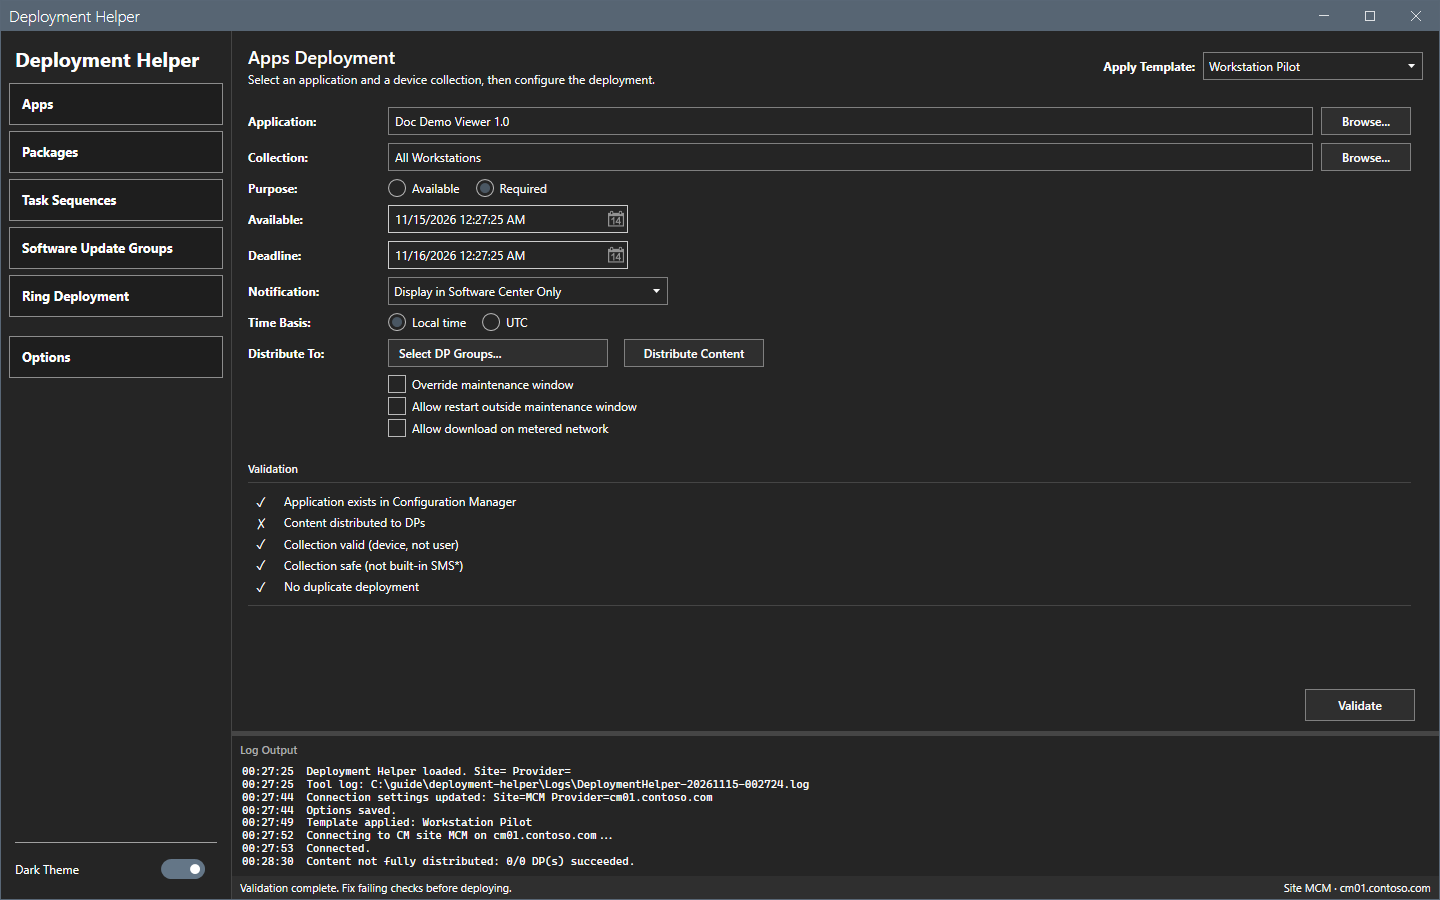 Deployment Helper
Deployment Helper
Apps
Packages
Task Sequences
Software Update Groups
Ring Deployment
Options
Dark Theme
Apps Deployment
Select an application and a device collection, then configure the deployment.
Apply Template: Workstation Pilot
Application: Doc Demo Viewer 1.0 Browse...
Collection: All Workstations Browse...
Purpose: Available Required
Available: 11/15/2026 12:27:25 AM 14
Deadline: 11/16/2026 12:27:25 AM 14
Notification: Display in Software Center Only
Time Basis: Local time UTC
Distribute To: Select DP Groups... Distribute Content
Override maintenance window
Allow restart outside maintenance window
Allow download on metered network
Validation
✓ Application exists in Configuration Manager
✗ Content distributed to DPs
✓ Collection valid (device, not user)
✓ Collection safe (not built-in SMS*)
✓ No duplicate deployment
Validate
Log Output
00:27:25 Deployment Helper loaded. Site= Provider=
00:27:25 Tool log: C:\guide\deployment-helper\Logs\DeploymentHelper-20261115-002724.log
00:27:44 Connection settings updated: Site=MCM Provider=cm01.contoso.com
00:27:44 Options saved.
00:27:49 Template applied: Workstation Pilot
00:27:52 Connecting to CM site MCM on cm01.contoso.com...
00:27:53 Connected.
00:28:30 Content not fully distributed: 0/0 DP(s) succeeded.
Validation complete. Fix failing checks before deploying.
Site MCM · cm01.contoso.com